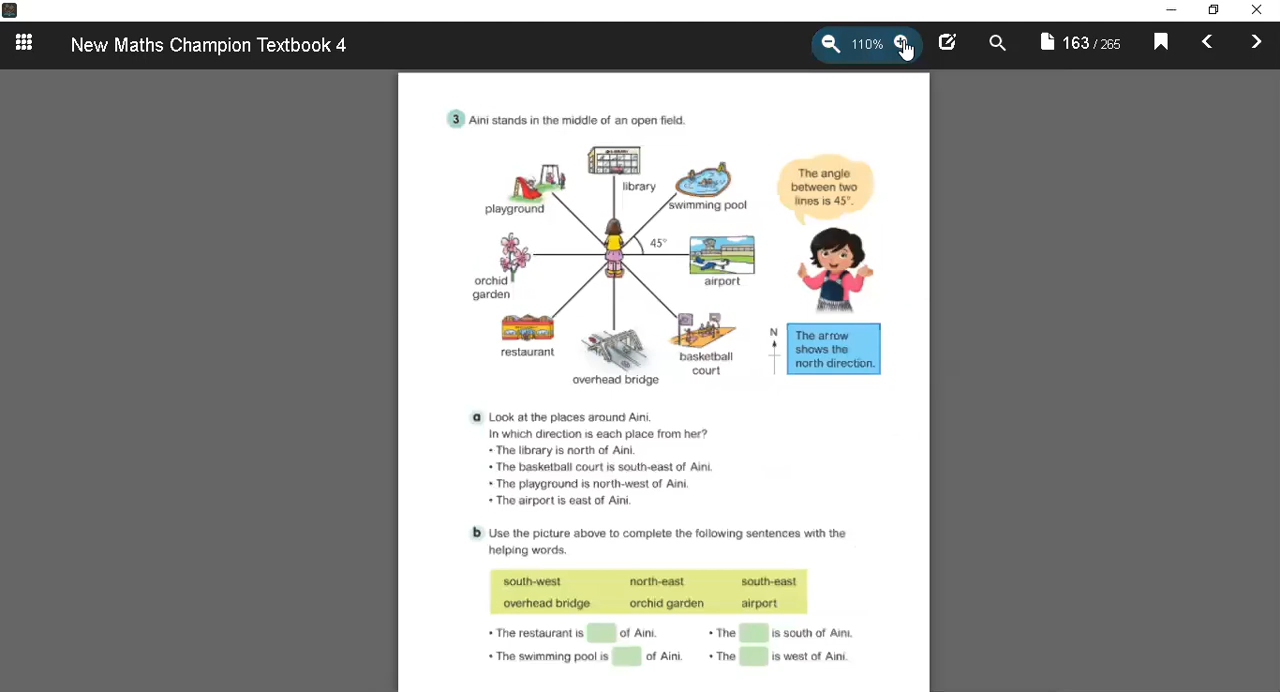 New Maths Champion Textbook 4
110%
163 / 265
3 Aini stands in the middle of an open field.
library
playground
swimming pool
The angle
between two
lines is 45°.
45°
orchid
garden
airport
restaurant
basketball
court
overhead bridge
N
The arrow
shows the
north direction.
a Look at the places around Aini.
In which direction is each place from her?
• The library is north of Aini.
• The basketball court is south-east of Aini.
• The playground is north-west of Aini.
• The airport is east of Aini.
b Use the picture above to complete the following sentences with the
helping words.
south-west north-east south-east
overhead bridge orchid garden airport
• The restaurant is of Aini. • The is south of Aini.
• The swimming pool is of Aini. • The is west of Aini.